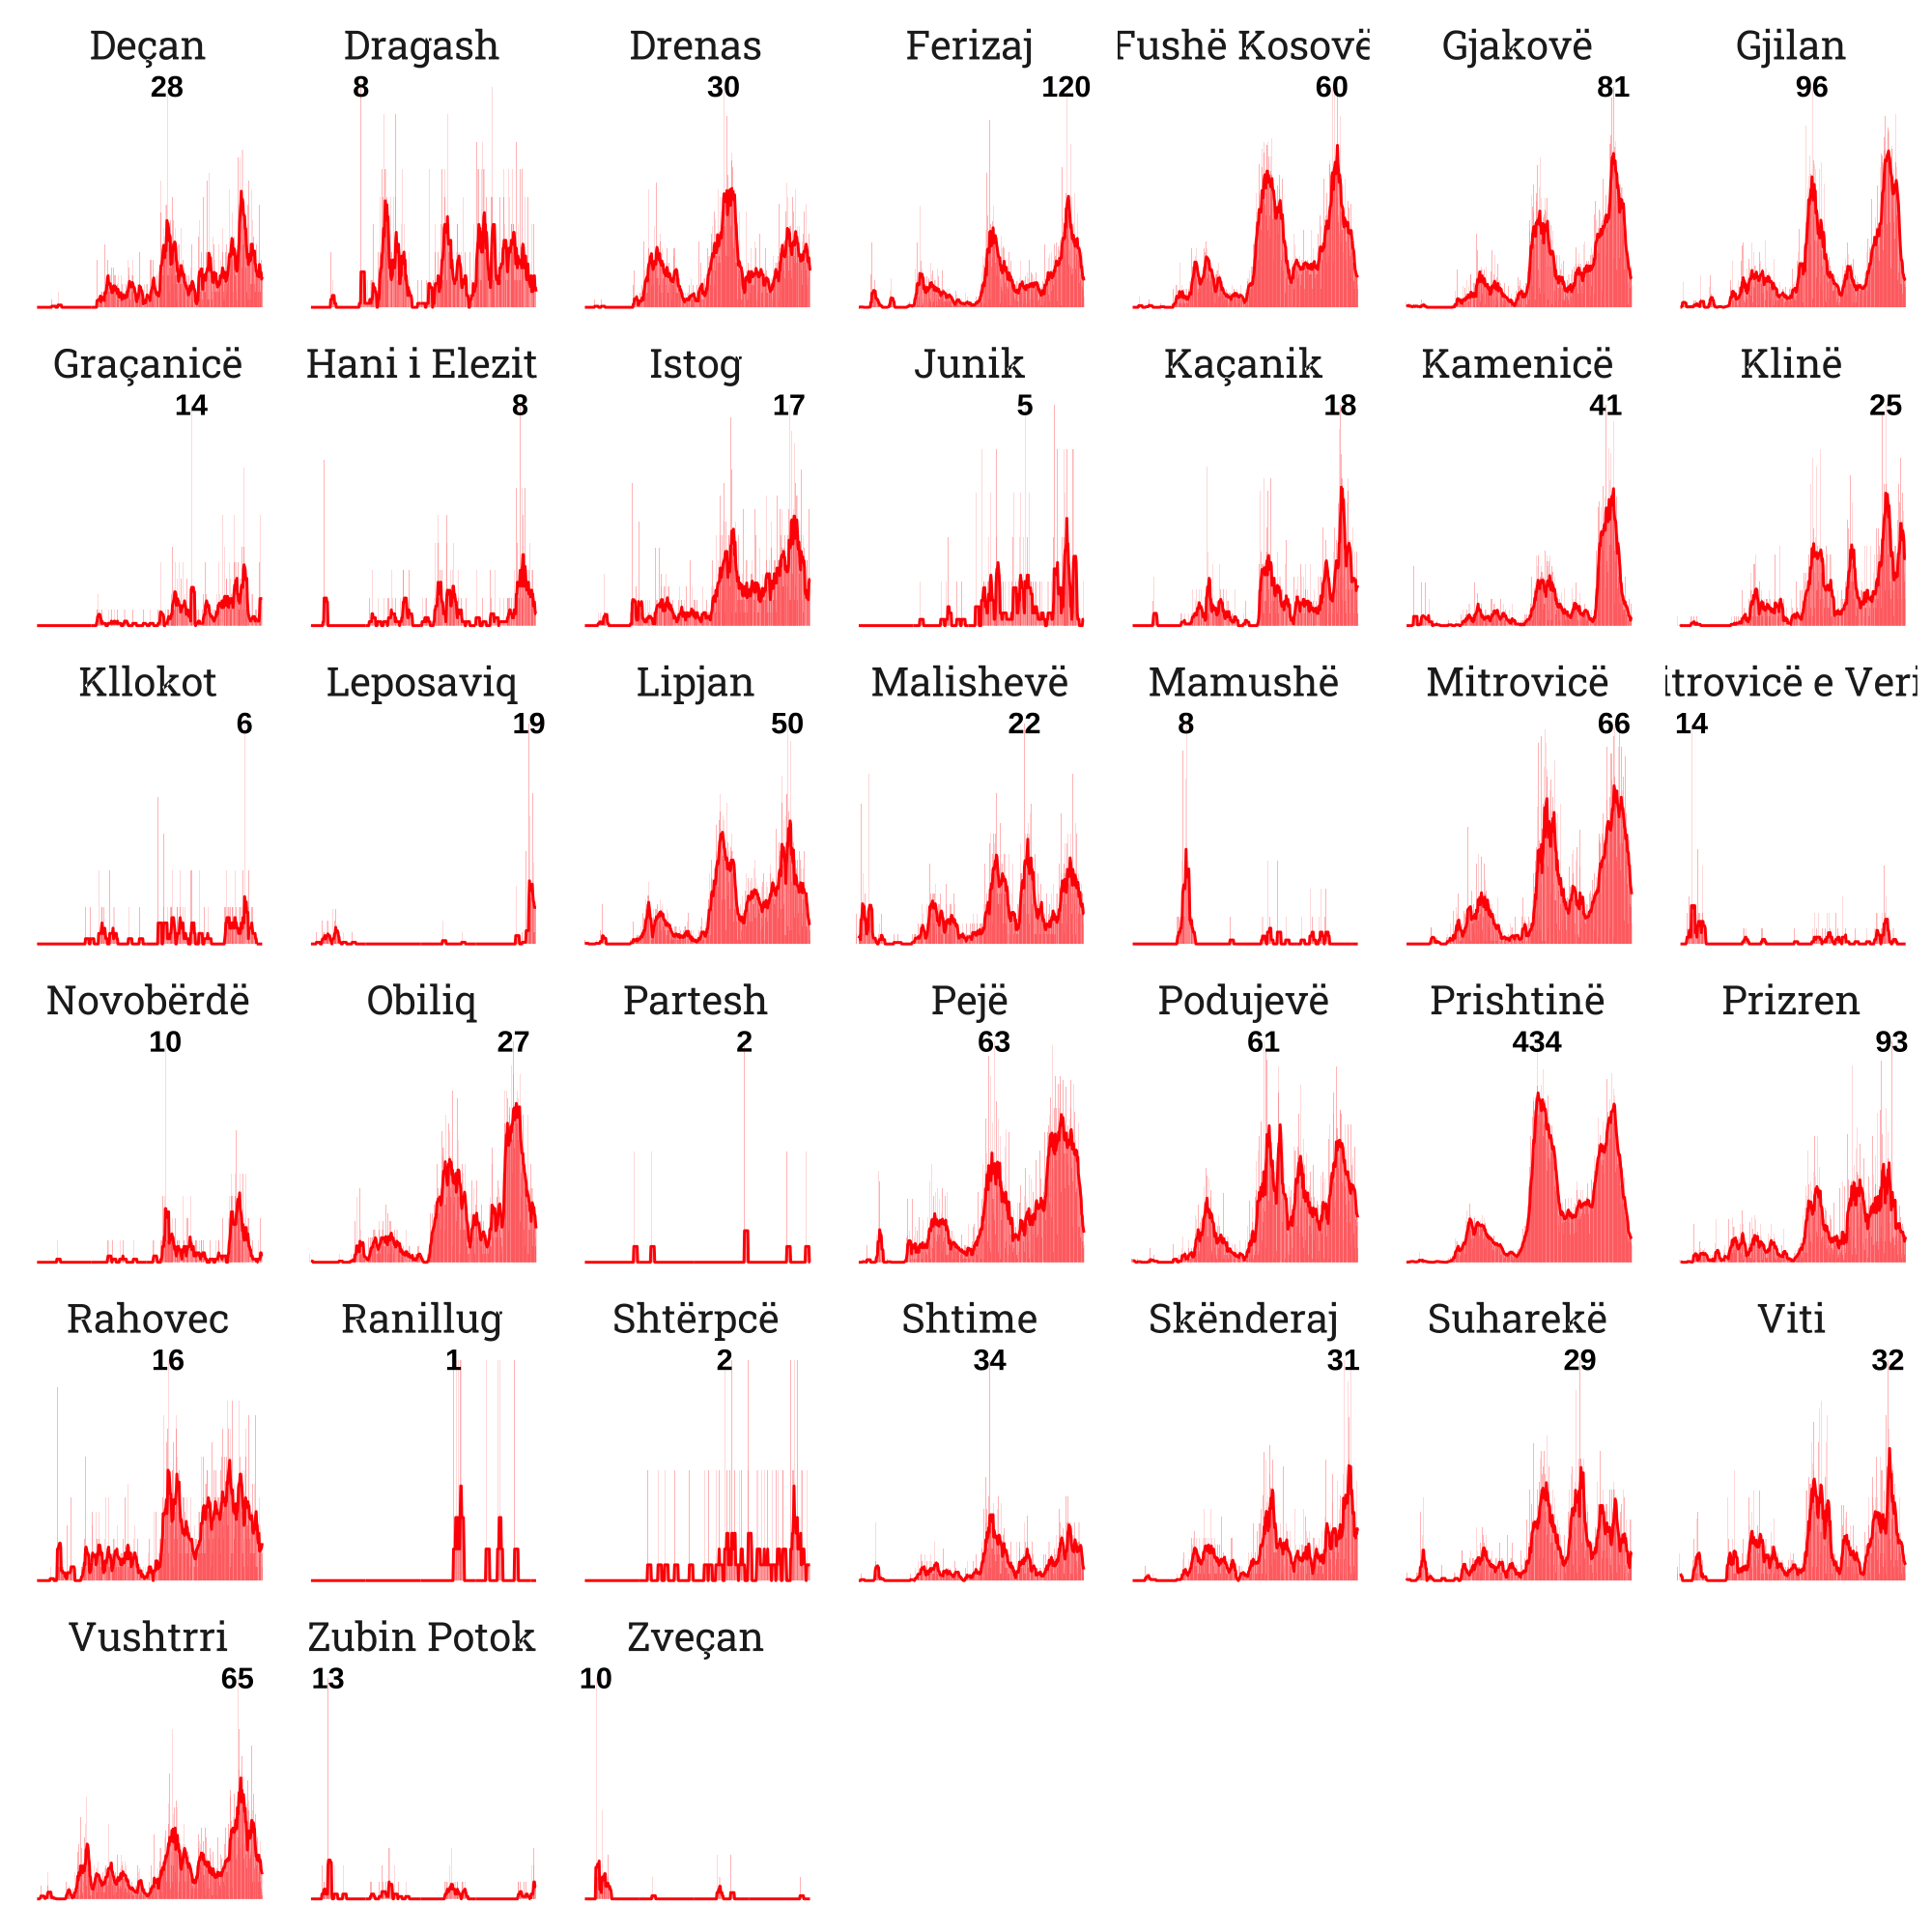 Deçan Dragash Drenas Ferizaj Fushë Kosovë Gjakovë Gjilan
28 8 30 120 60 81 96
Graçanicë Hani i Elezit Istog Junik Kaçanik Kamenicë Klinë
14 8 17 5 18 41 25
Kllokot Leposaviq Lipjan Malishevë Mamushë Mitrovicë itrovicë e Veri
6 19 50 22 8 66 14
Novobërdë Obiliq Partesh Pejë Podujevë Prishtinë Prizren
10 27 2 63 61 434 93
Rahovec Ranillug Shtërpcë Shtime Skënderaj Suharekë Viti
16 1 2 34 31 29 32
Vushtrri Zubin Potok Zveçan
65 13 10